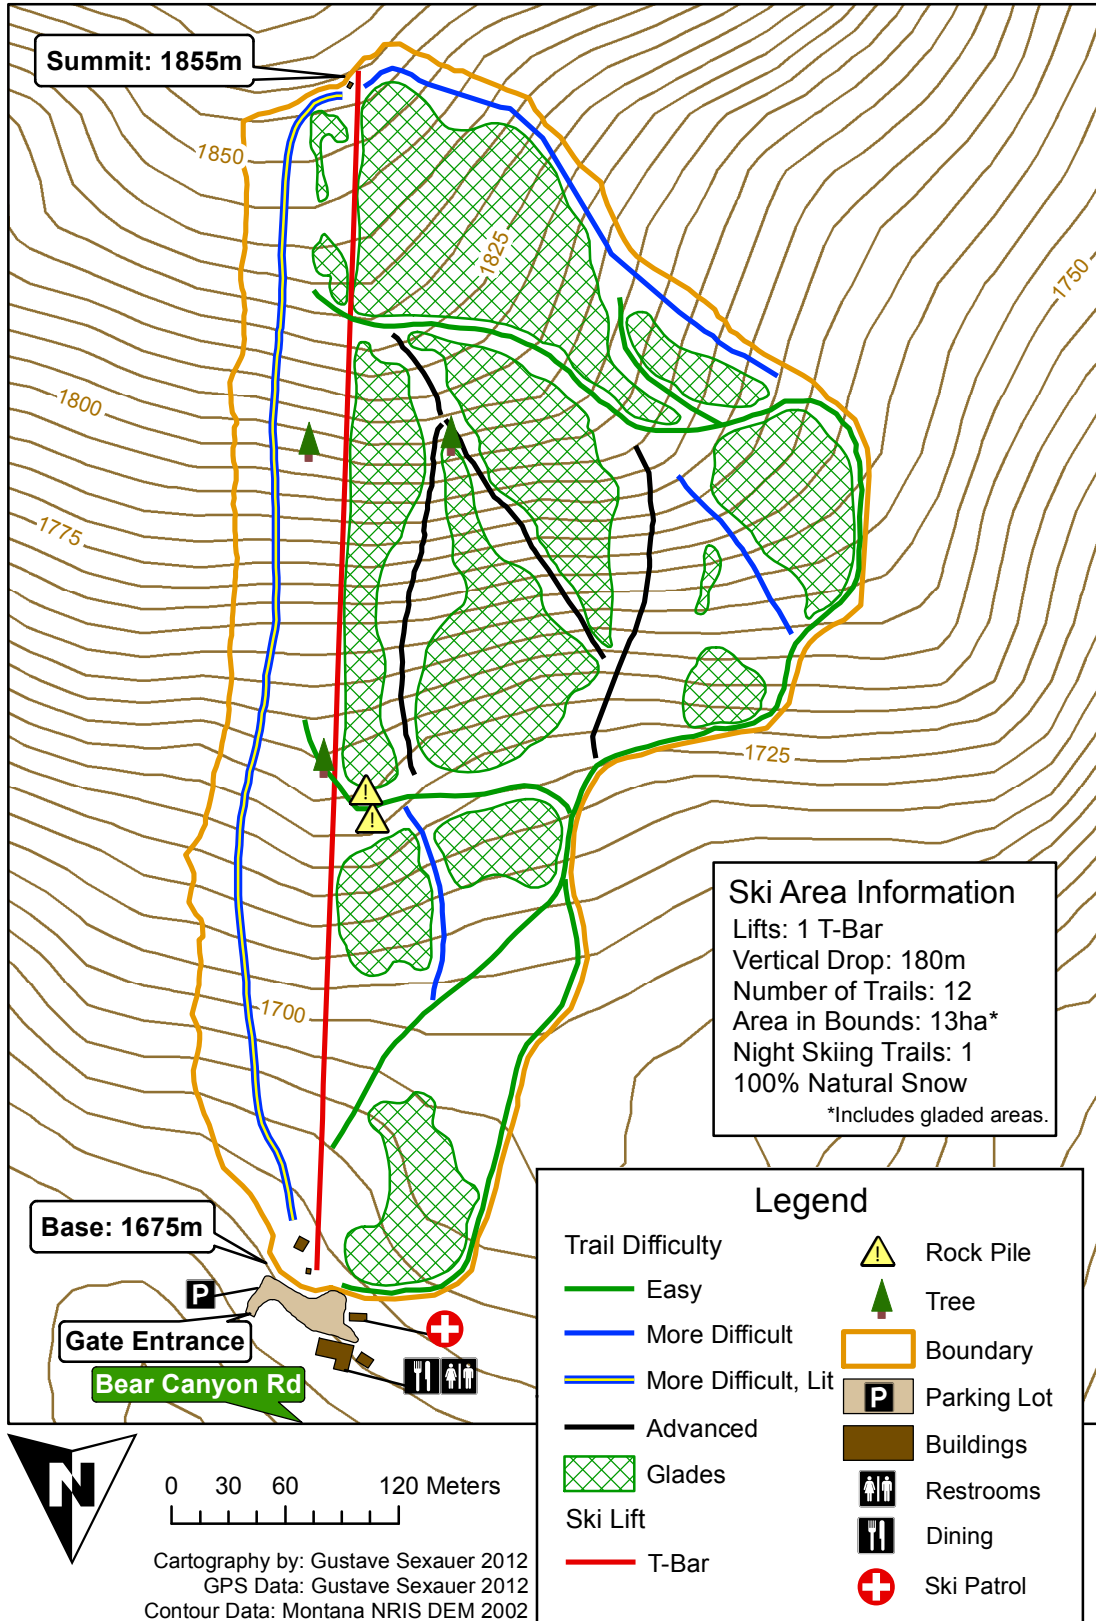 Summit: 1855m
1850
1825
1750
1800
1775
1725
1700
Ski Area Information
Lifts: 1 T-Bar
Vertical Drop: 180m
Number of Trails: 12
Area in Bounds: 13ha*
Night Skiing Trails: 1
100% Natural Snow
*Includes gladed areas.
Base: 1675m
P
Gate Entrance
Bear Canyon Rd
Legend
Trail Difficulty
Easy
More Difficult
More Difficult, Lit
Advanced
Glades
Ski Lift
T-Bar
! Rock Pile
Tree
Boundary
P Parking Lot
Buildings
Restrooms
Dining
Ski Patrol
N
0 30 60 120 Meters
Cartography by: Gustave Sexauer 2012
GPS Data: Gustave Sexauer 2012
Contour Data: Montana NRIS DEM 2002